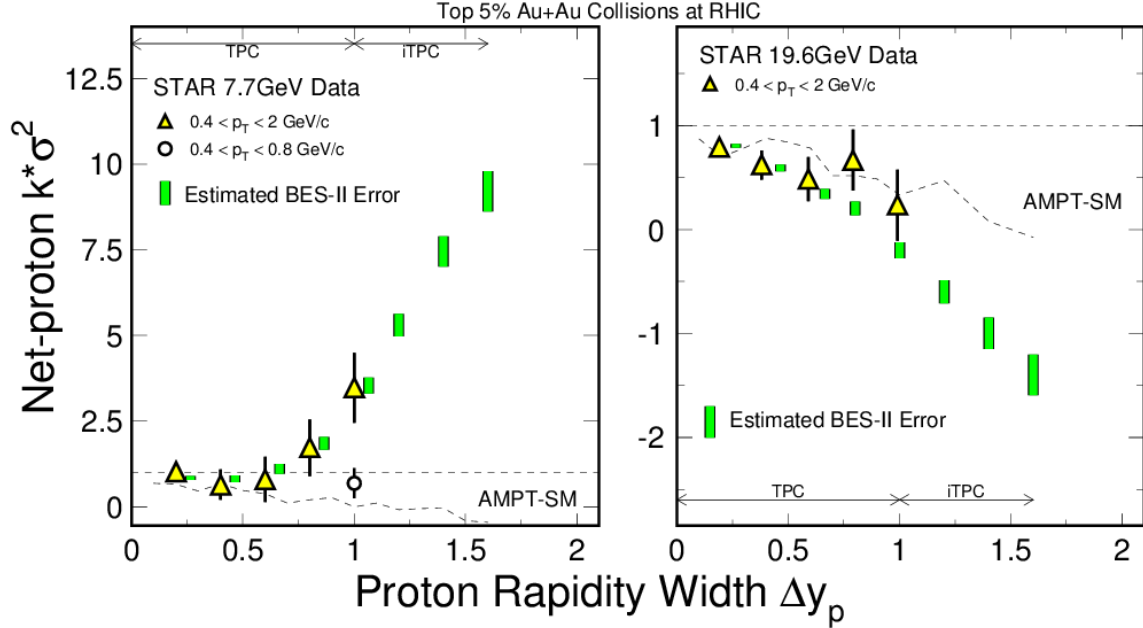 Top 5% Au+Au Collisions at RHIC
Net-proton k*σ²
TPC
iTPC
STAR 7.7GeV Data
0.4 < p_T < 2 GeV/c
0.4 < p_T < 0.8 GeV/c
Estimated BES-II Error
AMPT-SM
12.5
10
7.5
5
2.5
0
0 0.5 1 1.5 2
STAR 19.6GeV Data
0.4 < p_T < 2 GeV/c
AMPT-SM
Estimated BES-II Error
TPC
iTPC
1
0
-1
-2
0 0.5 1 1.5 2
Proton Rapidity Width Δy_p